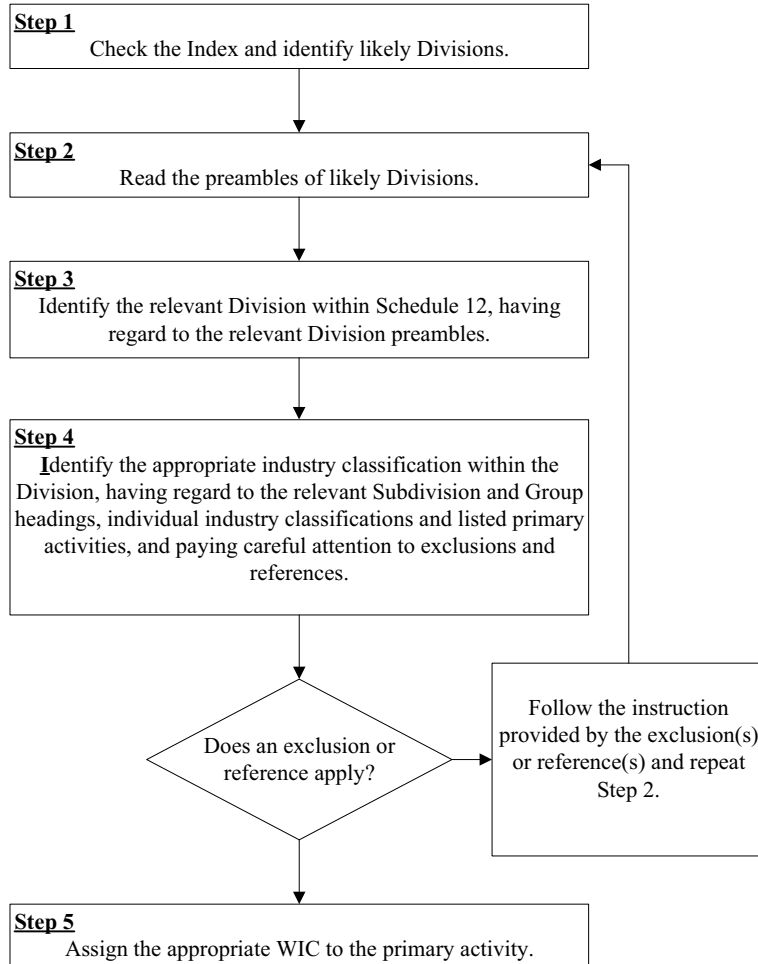 Step 1
Check the Index and identify likely Divisions.
Step 2
Read the preambles of likely Divisions.
Step 3
Identify the relevant Division within Schedule 12, having
regard to the relevant Division preambles.
Step 4
Identify the appropriate industry classification within the
Division, having regard to the relevant Subdivision and Group
headings, individual industry classifications and listed primary
activities, and paying careful attention to exclusions and
references.
Does an exclusion or
reference apply?
Follow the instruction
provided by the exclusion(s)
or reference(s) and repeat
Step 2.
Step 5
Assign the appropriate WIC to the primary activity.